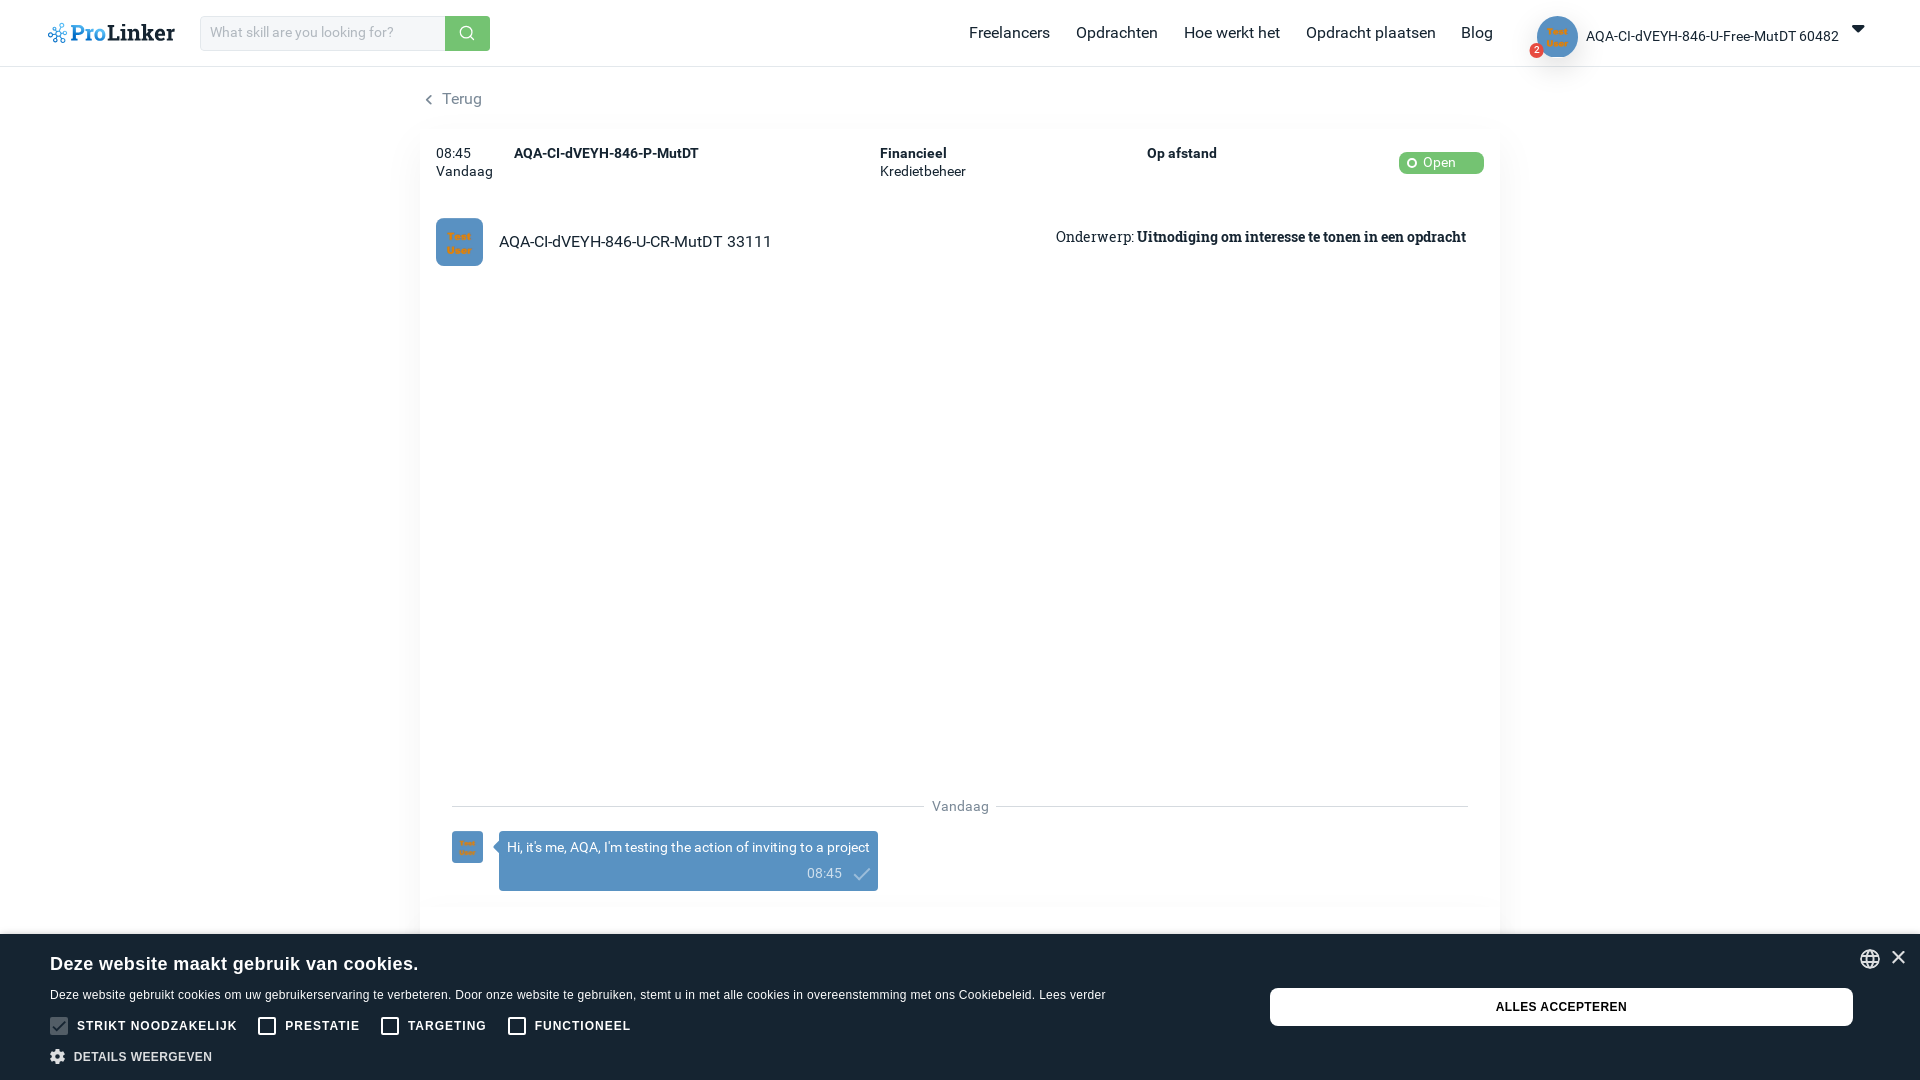 ProLinker
What skill are you looking for?
Freelancers
Opdrachten
Hoe werkt het
Opdracht plaatsen
Blog
Test
User
2
AQA-CI-dVEYH-846-U-Free-MutDT 60482
Terug
08:45
Vandaag
AQA-CI-dVEYH-846-P-MutDT
Financieel
Kredietbeheer
Op afstand
Open
Test
User
AQA-CI-dVEYH-846-U-CR-MutDT 33111
Onderwerp: Uitnodiging om interesse te tonen in een opdracht
Vandaag
Test
User
Hi, it's me, AQA, I'm testing the action of inviting to a project
08:45
Deze website maakt gebruik van cookies.
Deze website gebruikt cookies om uw gebruikerservaring te verbeteren. Door onze website te gebruiken, stemt u in met alle cookies in overeenstemming met ons Cookiebeleid. Lees verder
STRIKT NOODZAKELIJK
PRESTATIE
TARGETING
FUNCTIONEEL
DETAILS WEERGEVEN
ALLES ACCEPTEREN